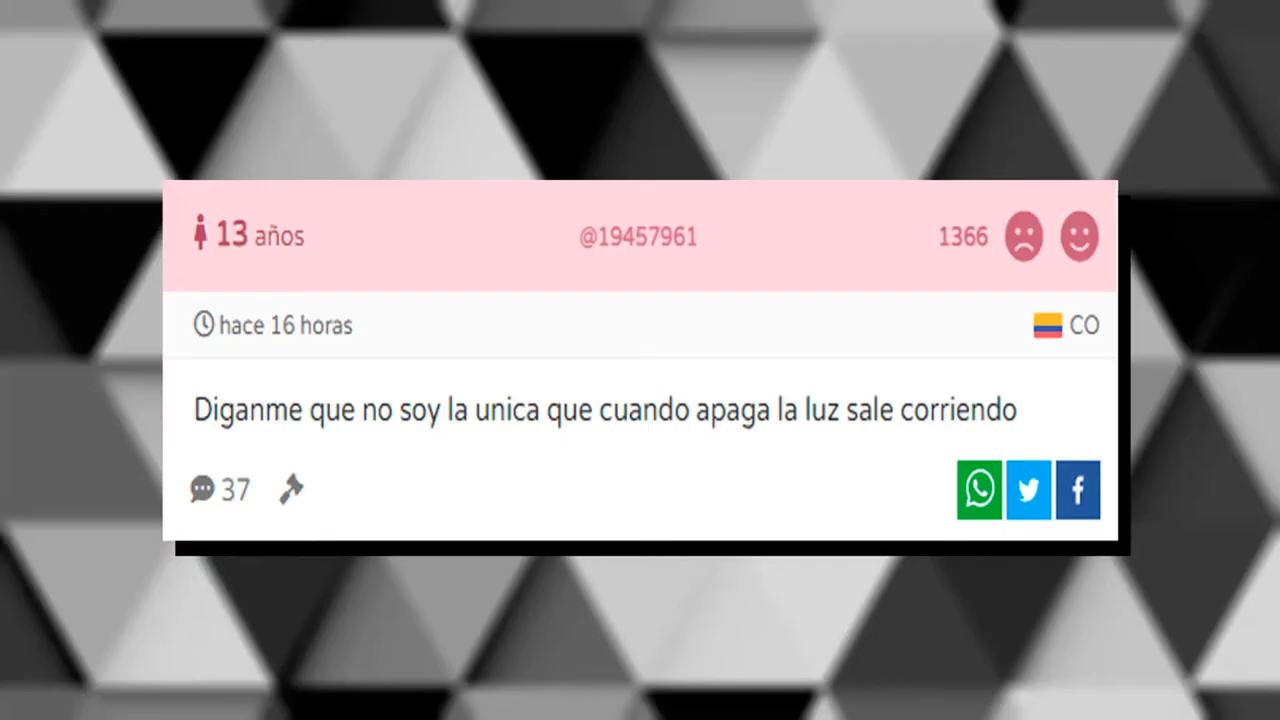 13 años @19457961 1366
hace 16 horas CO
Diganme que no soy la unica que cuando apaga la luz sale corriendo
37